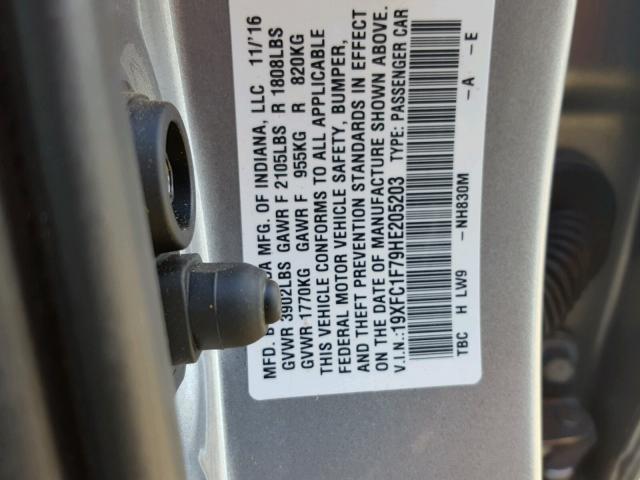 MFD. B DA MFG. OF INDIANA, LLC 11/'16
GVWR 3902LBS GAWR F 2105LBS R 1808LBS
GVWR 1770KG GAWR F 955KG R 820KG
THIS VEHICLE CONFORMS TO ALL APPLICABLE
FEDERAL MOTOR VEHICLE SAFETY, BUMPER,
AND THEFT PREVENTION STANDARDS IN EFFECT
ON THE DATE OF MANUFACTURE SHOWN ABOVE.
V.I.N.:19XFC1F79HE205203 TYPE: PASSENGER CAR
TBC H LW9 -NH830M -A -E